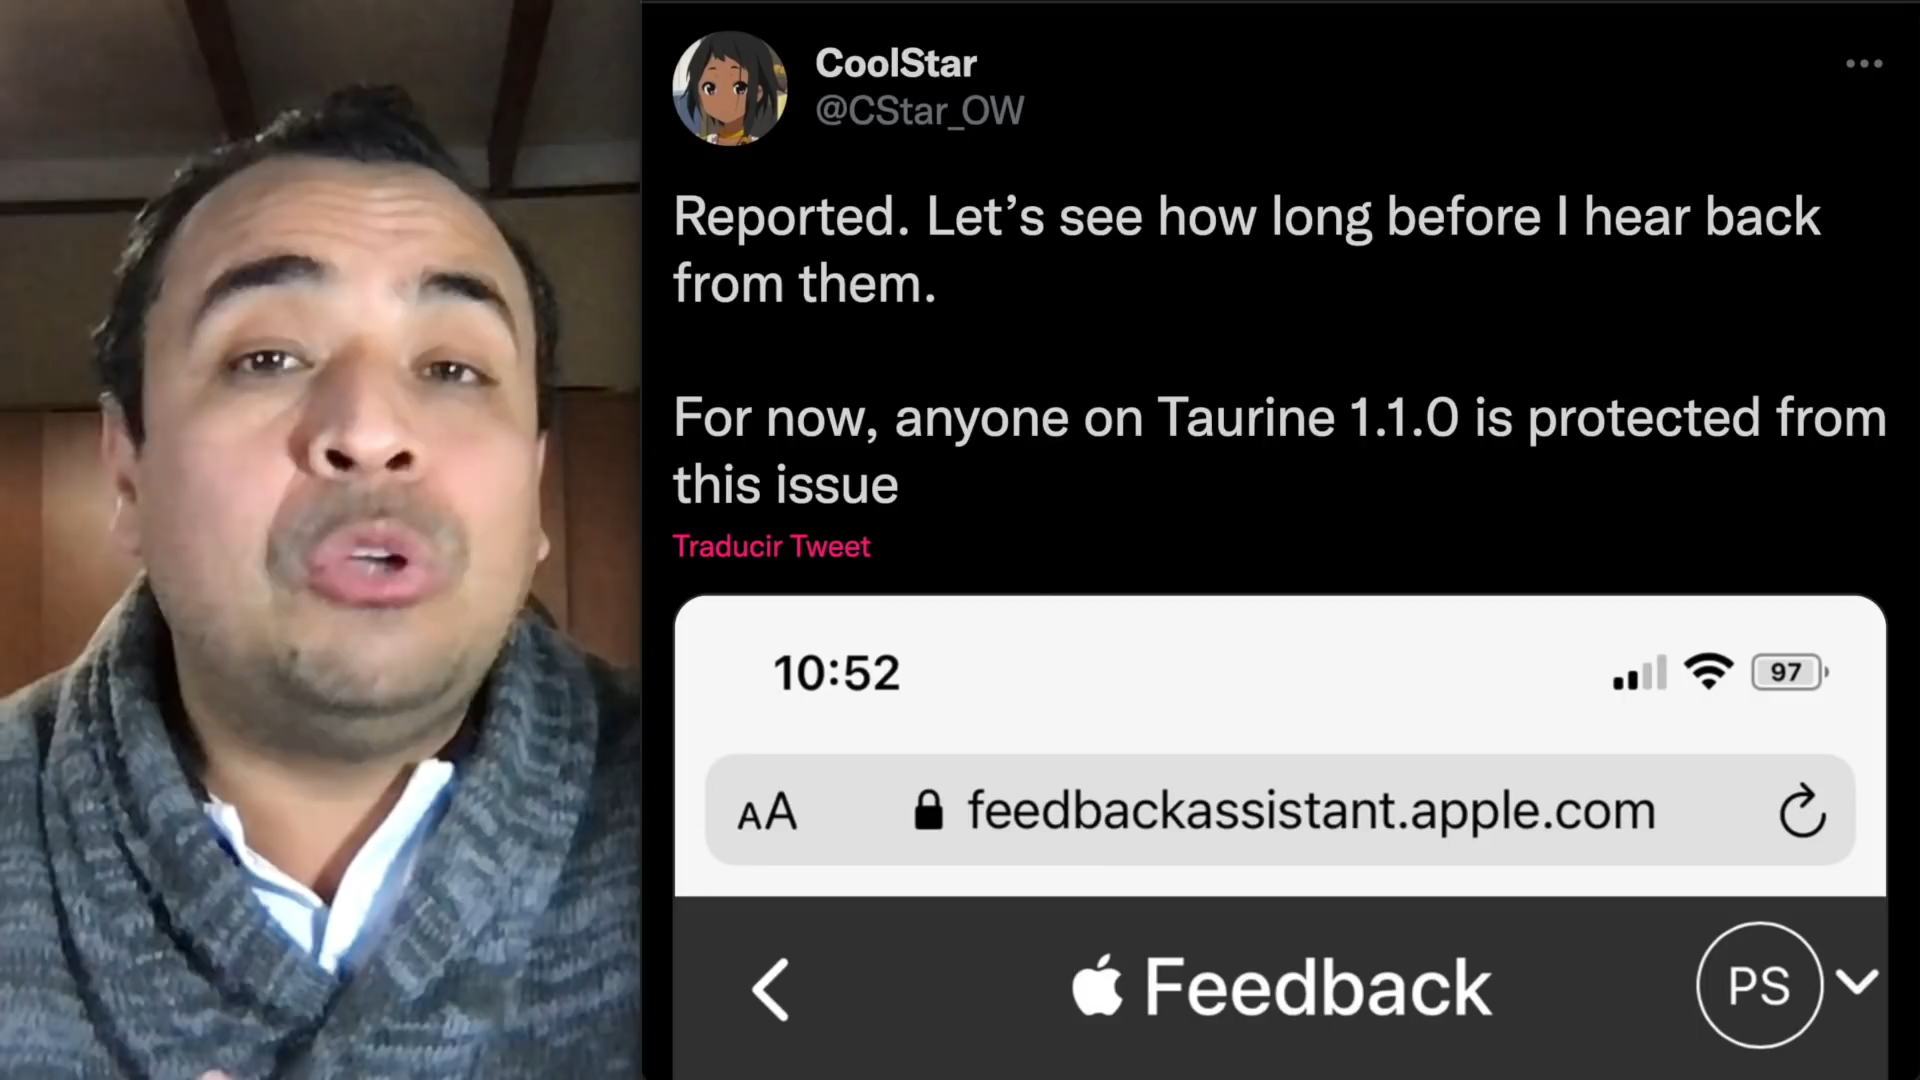 CoolStar
@CStar_OW
Reported. Let’s see how long before I hear back
from them.
For now, anyone on Taurine 1.1.0 is protected from
this issue
Traducir Tweet
10:52
97
AA
feedbackassistant.apple.com
Feedback
PS